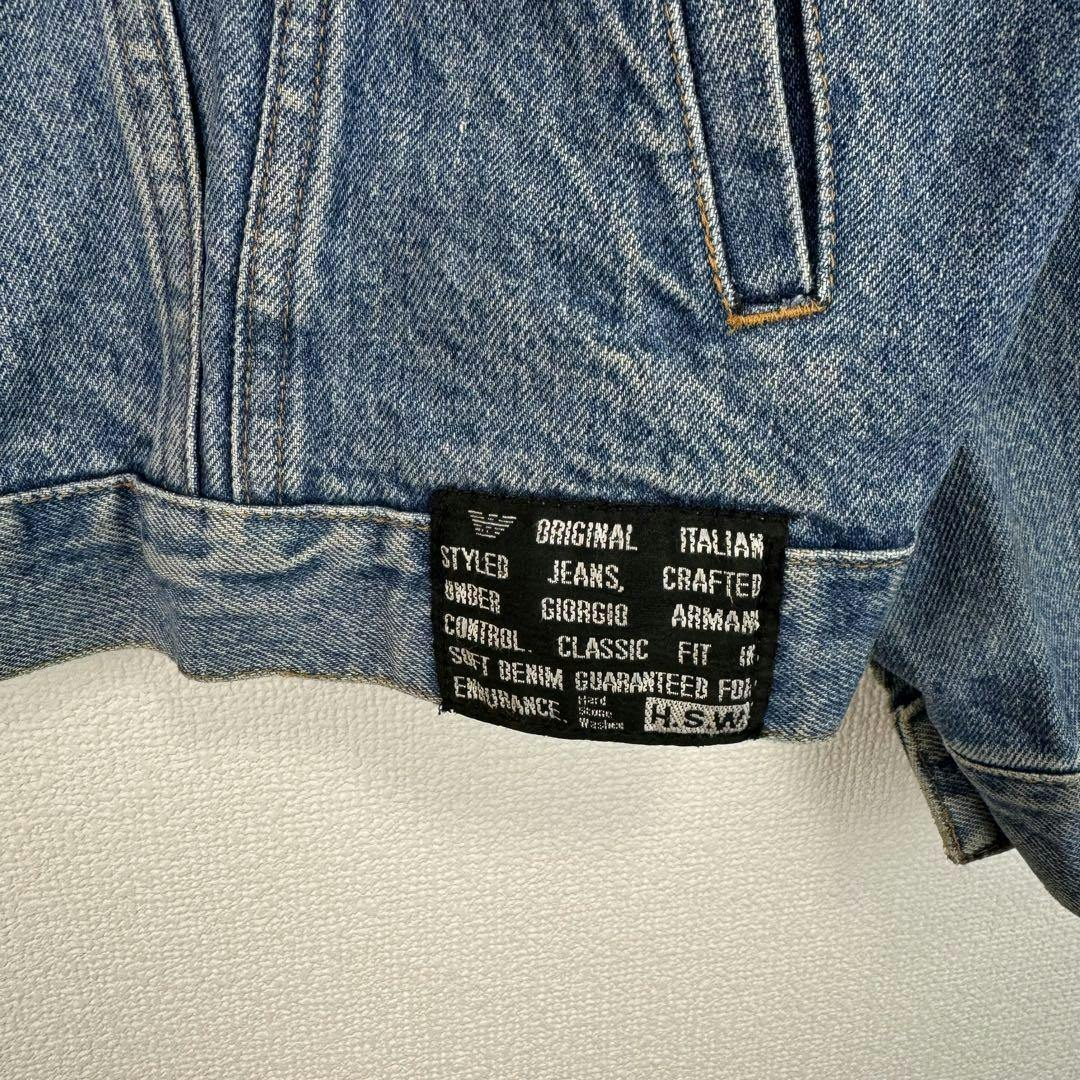 ORIGINAL ITALIAN
STYLED JEANS, CRAFTED
UNDER GIORGIO ARMANI
CONTROL. CLASSIC FIT IN
SOFT DENIM GUARANTEED FOR
ENDURANCE. Hard
Stone
Washed H.S.W